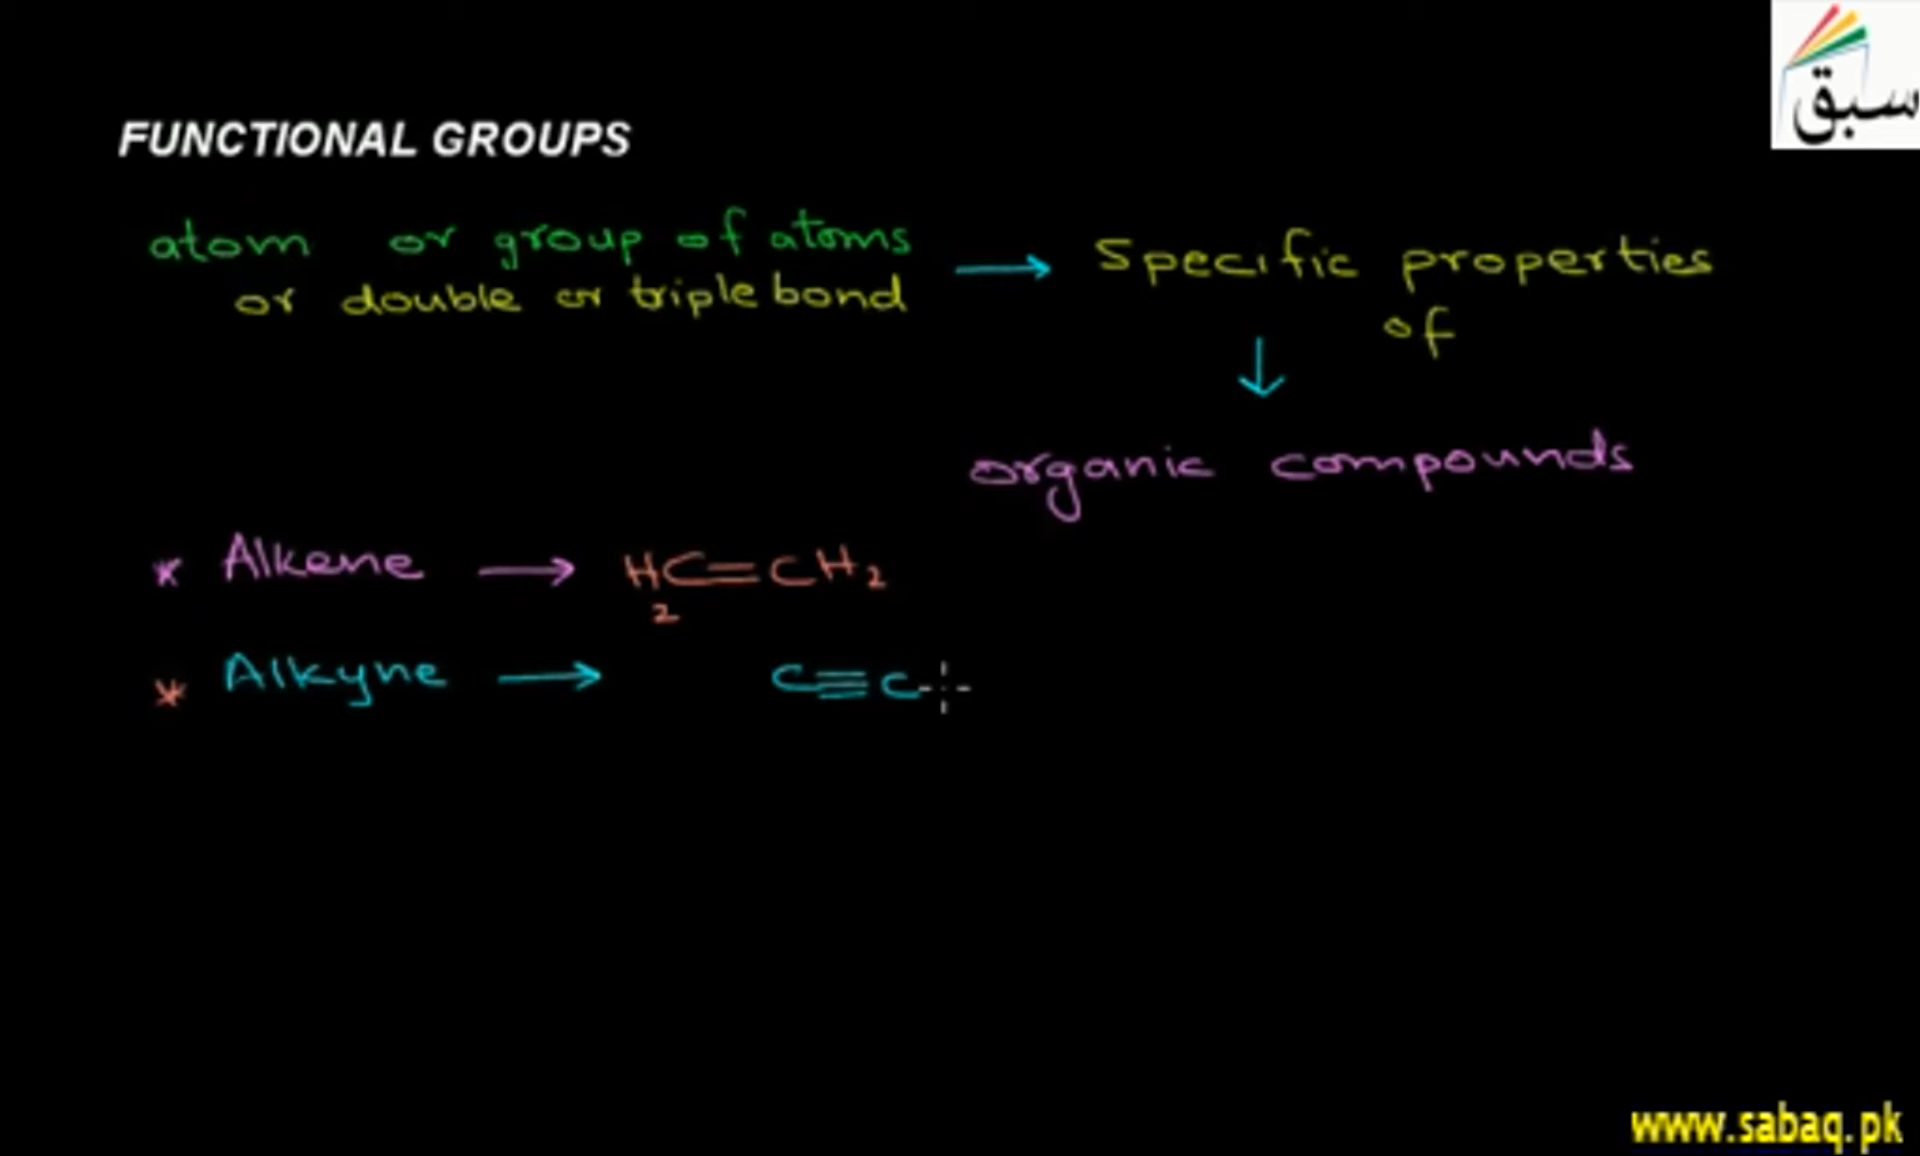 سبق
FUNCTIONAL GROUPS
atom or group of atoms → Specific properties
or double or triple bond
of
↓
organic compounds
* Alkene → H₂C=CH₂
* Alkyne → C≡C-
www.sabaq.pk